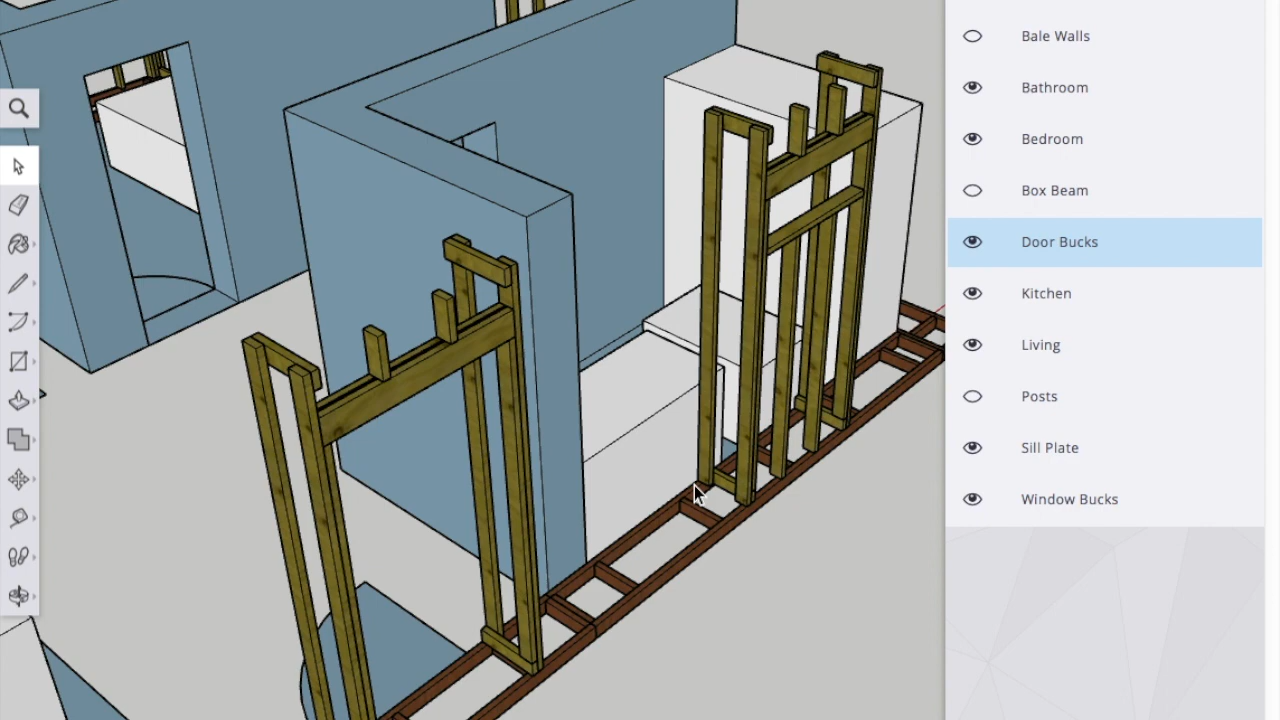 Bale Walls
Bathroom
Bedroom
Box Beam
Door Bucks
Kitchen
Living
Posts
Sill Plate
Window Bucks